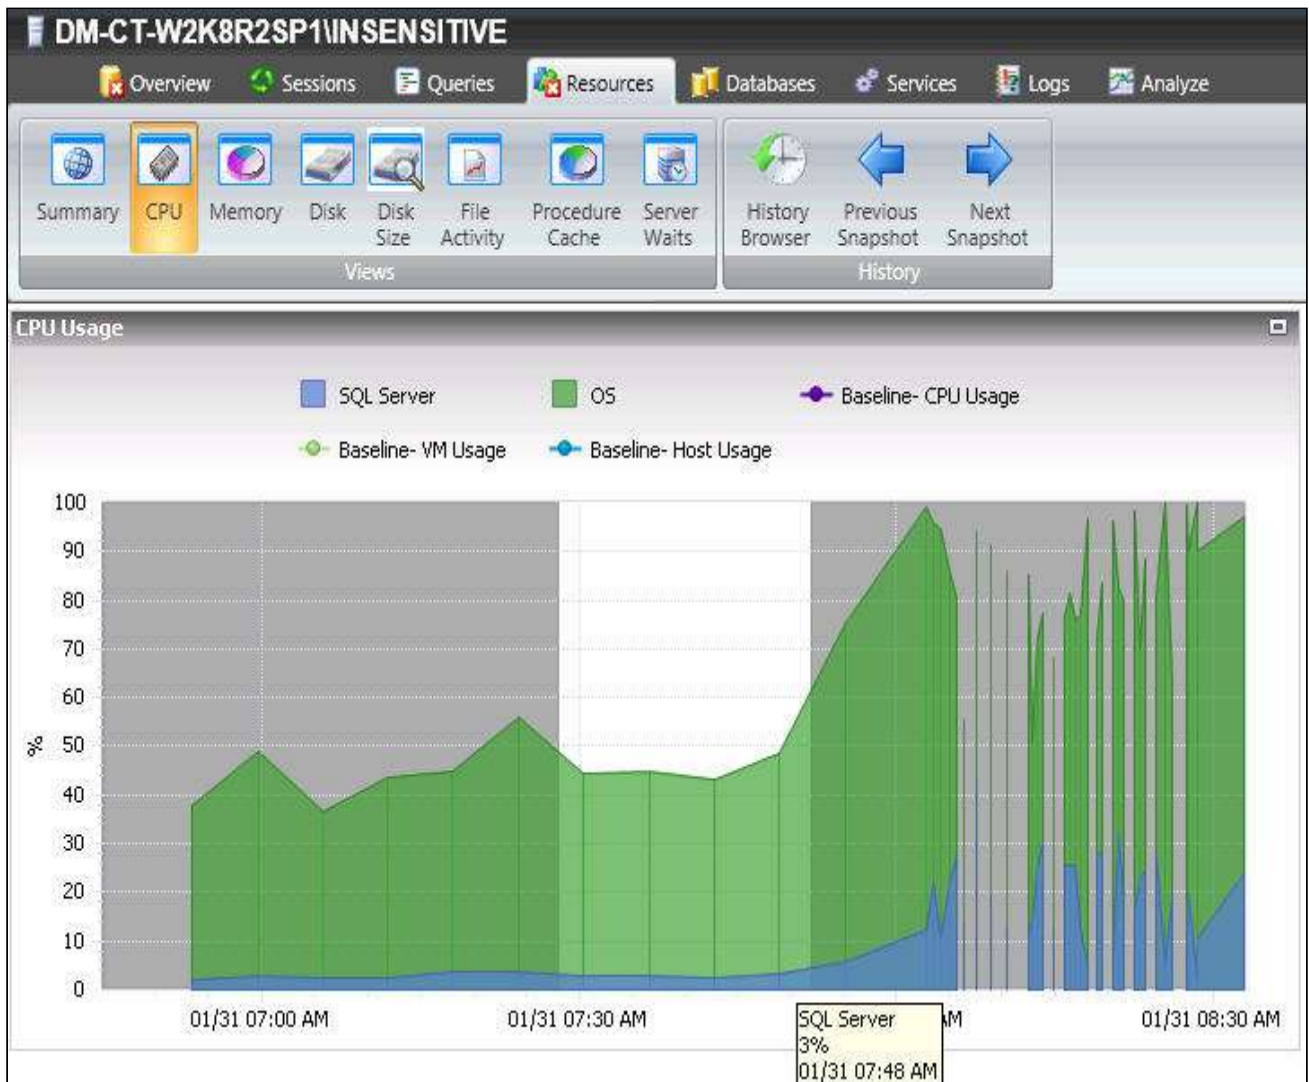 DM-CT-W2K8R2SP1\INSENSITIVE
Overview Sessions Queries Resources Databases Services Logs Analyze
Summary CPU Memory Disk Disk Size File Activity Procedure Cache Server Waits History Browser Previous Snapshot Next Snapshot
Views History
CPU Usage
SQL Server OS Baseline- CPU Usage
Baseline- VM Usage Baseline- Host Usage
100
90
80
70
60
50
40
30
20
10
0
%
01/31 07:00 AM 01/31 07:30 AM AM 01/31 08:30 AM
SQL Server
3%
01/31 07:48 AM